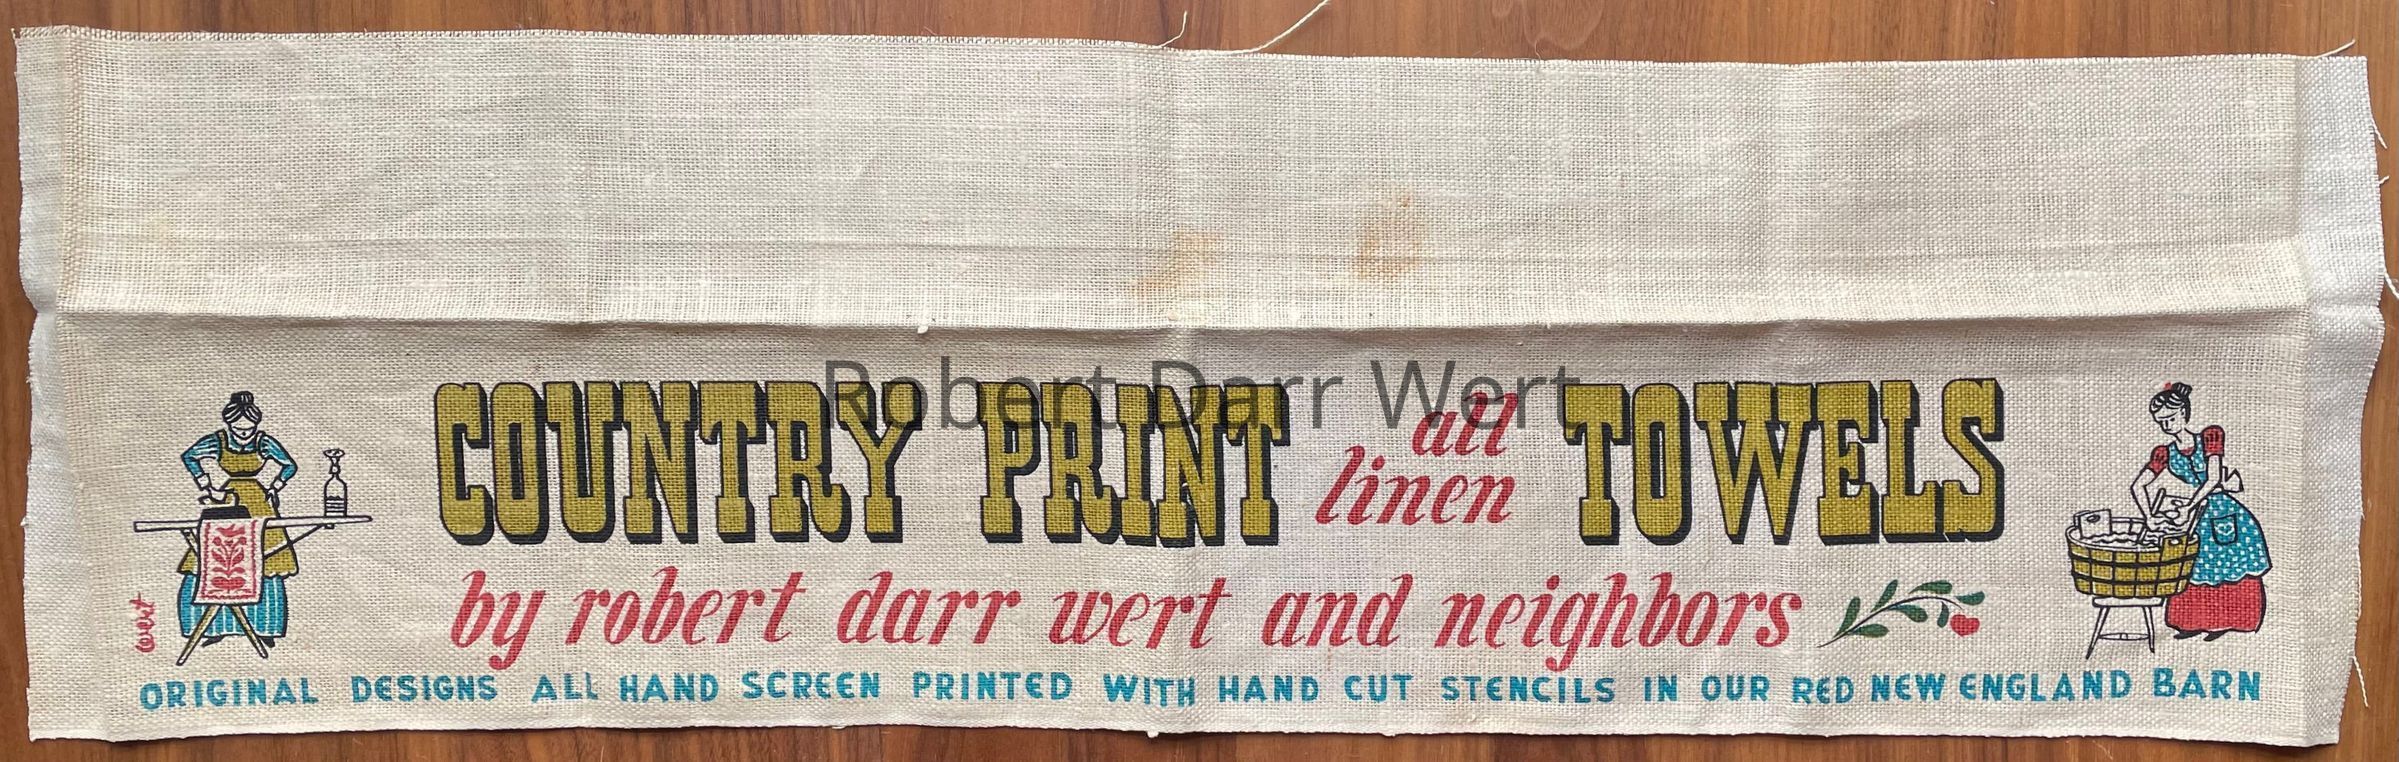 Robert Darr Wert
COUNTRY PRINT all linen TOWELS
by robert darr wert and neighbors
wert
ORIGINAL DESIGNS ALL HAND SCREEN PRINTED WITH HAND CUT STENCILS IN OUR RED NEW ENGLAND BARN